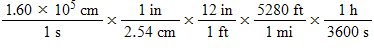 1.60 × 10⁵ cm / 1 s × 1 in / 2.54 cm × 12 in / 1 ft × 5280 ft / 1 mi × 1 h / 3600 s